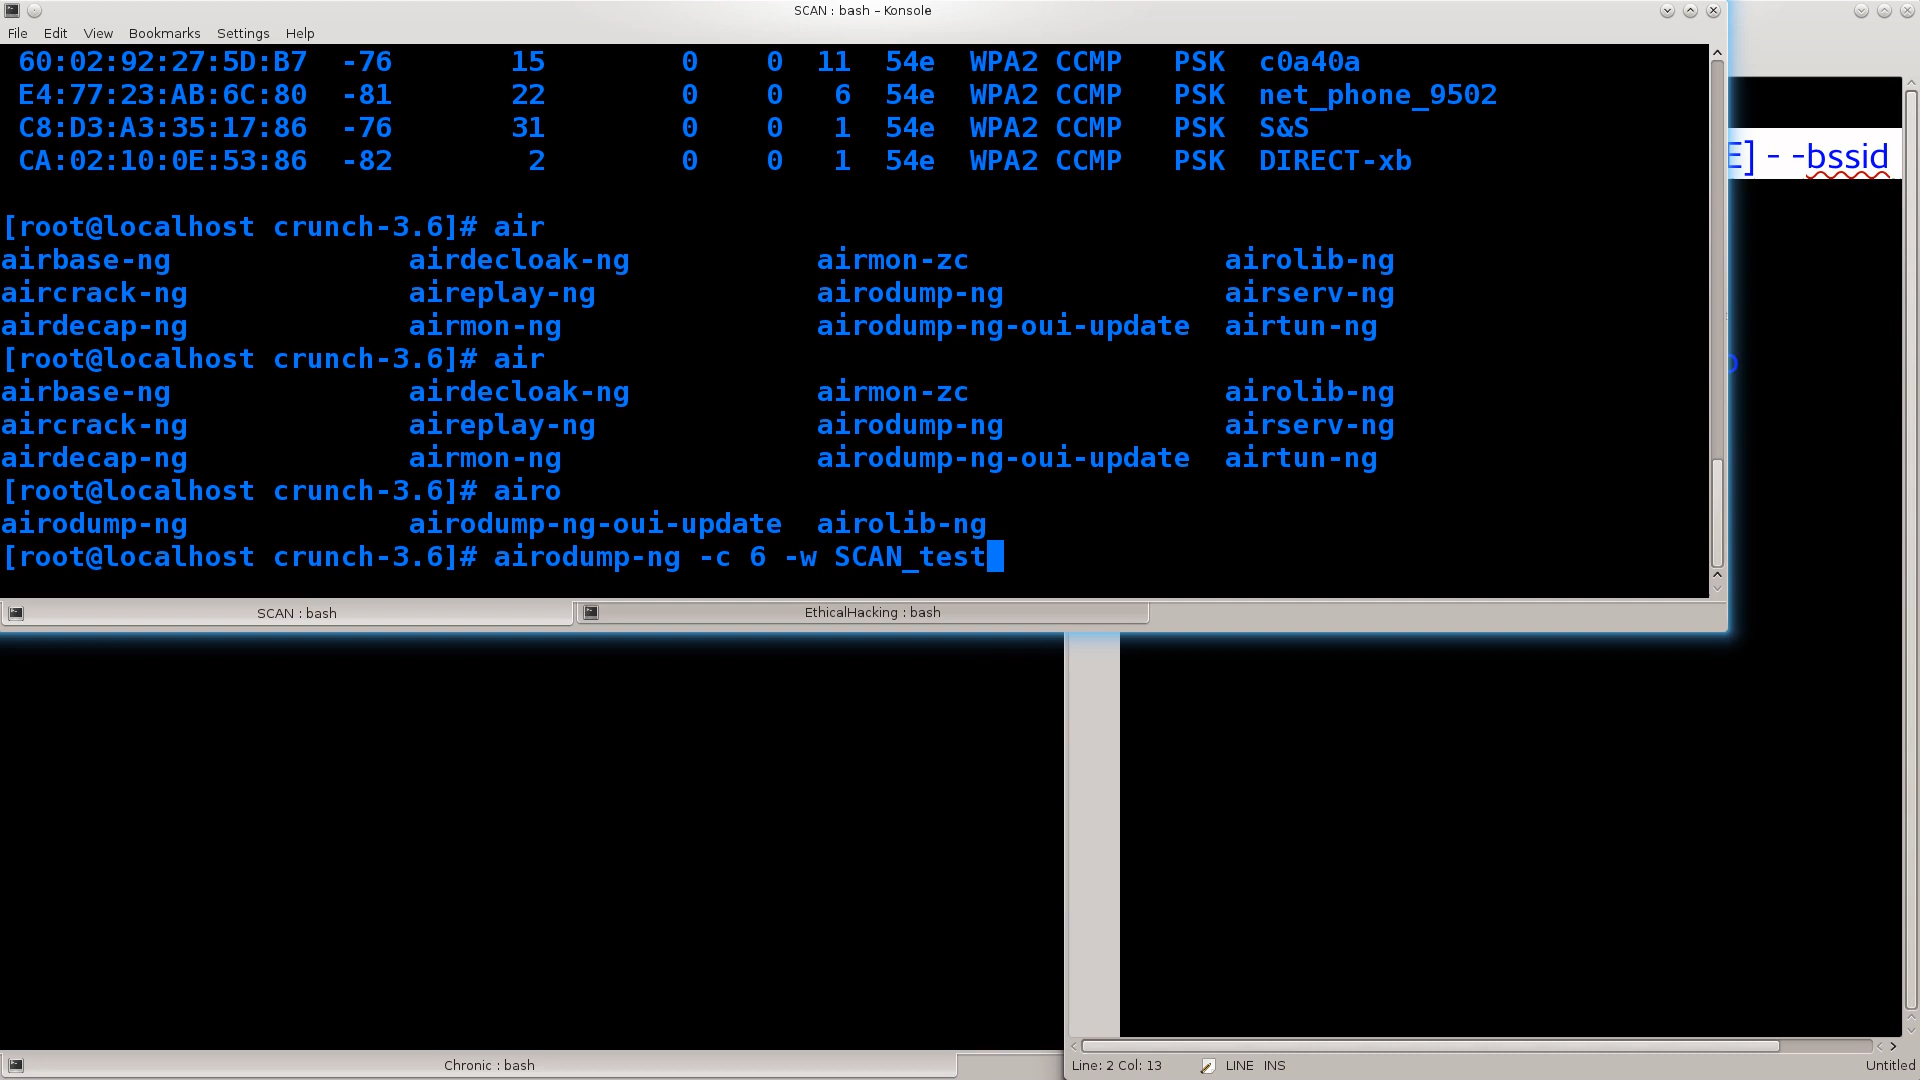 SCAN : bash – Konsole
File Edit View Bookmarks Settings Help
60:02:92:27:5D:B7 -76 15 0 0 11 54e WPA2 CCMP PSK c0a40a
E4:77:23:AB:6C:80 -81 22 0 0 6 54e WPA2 CCMP PSK net_phone_9502
C8:D3:A3:35:17:86 -76 31 0 0 1 54e WPA2 CCMP PSK S&S
CA:02:10:0E:53:86 -82 2 0 0 1 54e WPA2 CCMP PSK DIRECT-xb
E] - -bssid
[root@localhost crunch-3.6]# air
airbase-ng airdecloak-ng airmon-zc airolib-ng
aircrack-ng aireplay-ng airodump-ng airserv-ng
airdecap-ng airmon-ng airodump-ng-oui-update airtun-ng
[root@localhost crunch-3.6]# air
airbase-ng airdecloak-ng airmon-zc airolib-ng
aircrack-ng aireplay-ng airodump-ng airserv-ng
airdecap-ng airmon-ng airodump-ng-oui-update airtun-ng
[root@localhost crunch-3.6]# airo
airodump-ng airodump-ng-oui-update airolib-ng
[root@localhost crunch-3.6]# airodump-ng -c 6 -w SCAN_test
SCAN : bash EthicalHacking : bash
Chronic : bash
Line: 2 Col: 13 LINE INS Untitled